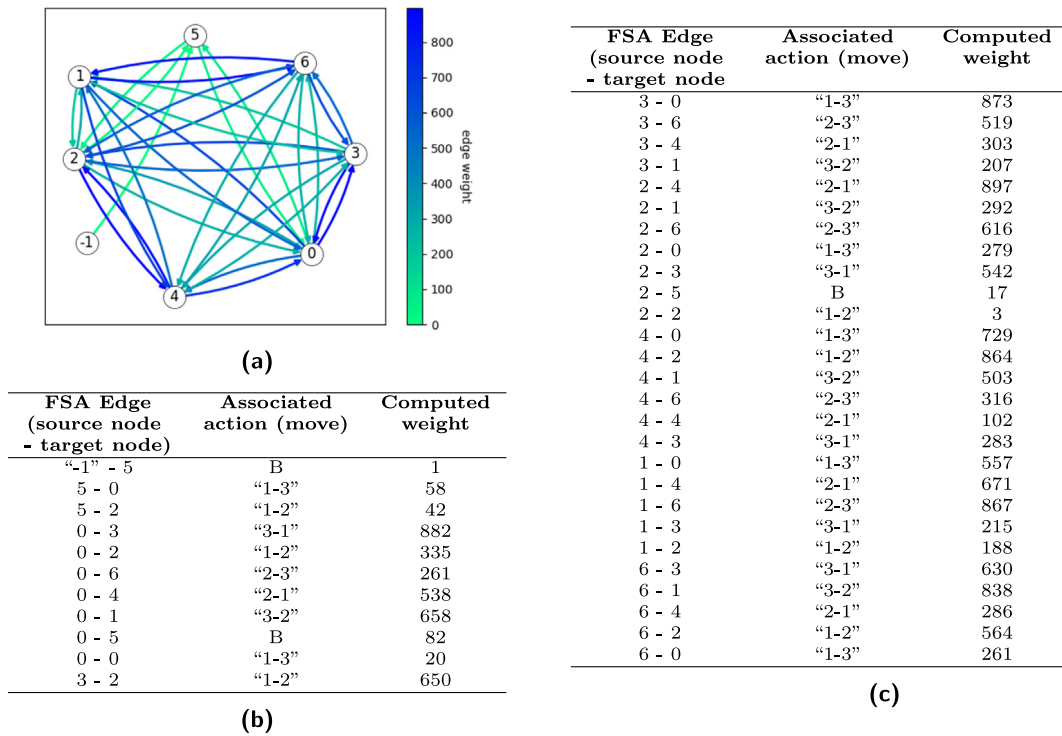 5
6
1
2
3
-1
0
4
800
700
600
500
400
300
200
100
0
edge weight
(a)
FSA Edge Associated Computed
(source node action (move) weight
- target node)
“-1” - 5 B 1
5 - 0 “1-3” 58
5 - 2 “1-2” 42
0 - 3 “3-1” 882
0 - 2 “1-2” 335
0 - 6 “2-3” 261
0 - 4 “2-1” 538
0 - 1 “3-2” 658
0 - 5 B 82
0 - 0 “1-3” 20
3 - 2 “1-2” 650
(b)
FSA Edge Associated Computed
(source node action (move) weight
- target node
3 - 0 “1-3” 873
3 - 6 “2-3” 519
3 - 4 “2-1” 303
3 - 1 “3-2” 207
2 - 4 “2-1” 897
2 - 1 “3-2” 292
2 - 6 “2-3” 616
2 - 0 “1-3” 279
2 - 3 “3-1” 542
2 - 5 B 17
2 - 2 “1-2” 3
4 - 0 “1-3” 729
4 - 2 “1-2” 864
4 - 1 “3-2” 503
4 - 6 “2-3” 316
4 - 4 “2-1” 102
4 - 3 “3-1” 283
1 - 0 “1-3” 557
1 - 4 “2-1” 671
1 - 6 “2-3” 867
1 - 3 “3-1” 215
1 - 2 “1-2” 188
6 - 3 “3-1” 630
6 - 1 “3-2” 838
6 - 4 “2-1” 286
6 - 2 “1-2” 564
6 - 0 “1-3” 261
(c)